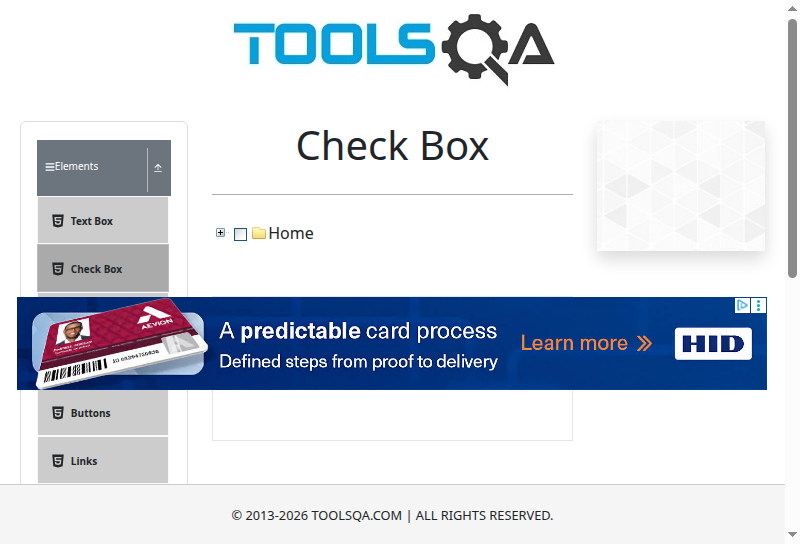 TOOLSQA
Check Box
Elements
Text Box
Check Box
Home
AEVION
A predictable card process
Defined steps from proof to delivery
Learn more
HID
Buttons
Links
© 2013-2026 TOOLSQA.COM | ALL RIGHTS RESERVED.